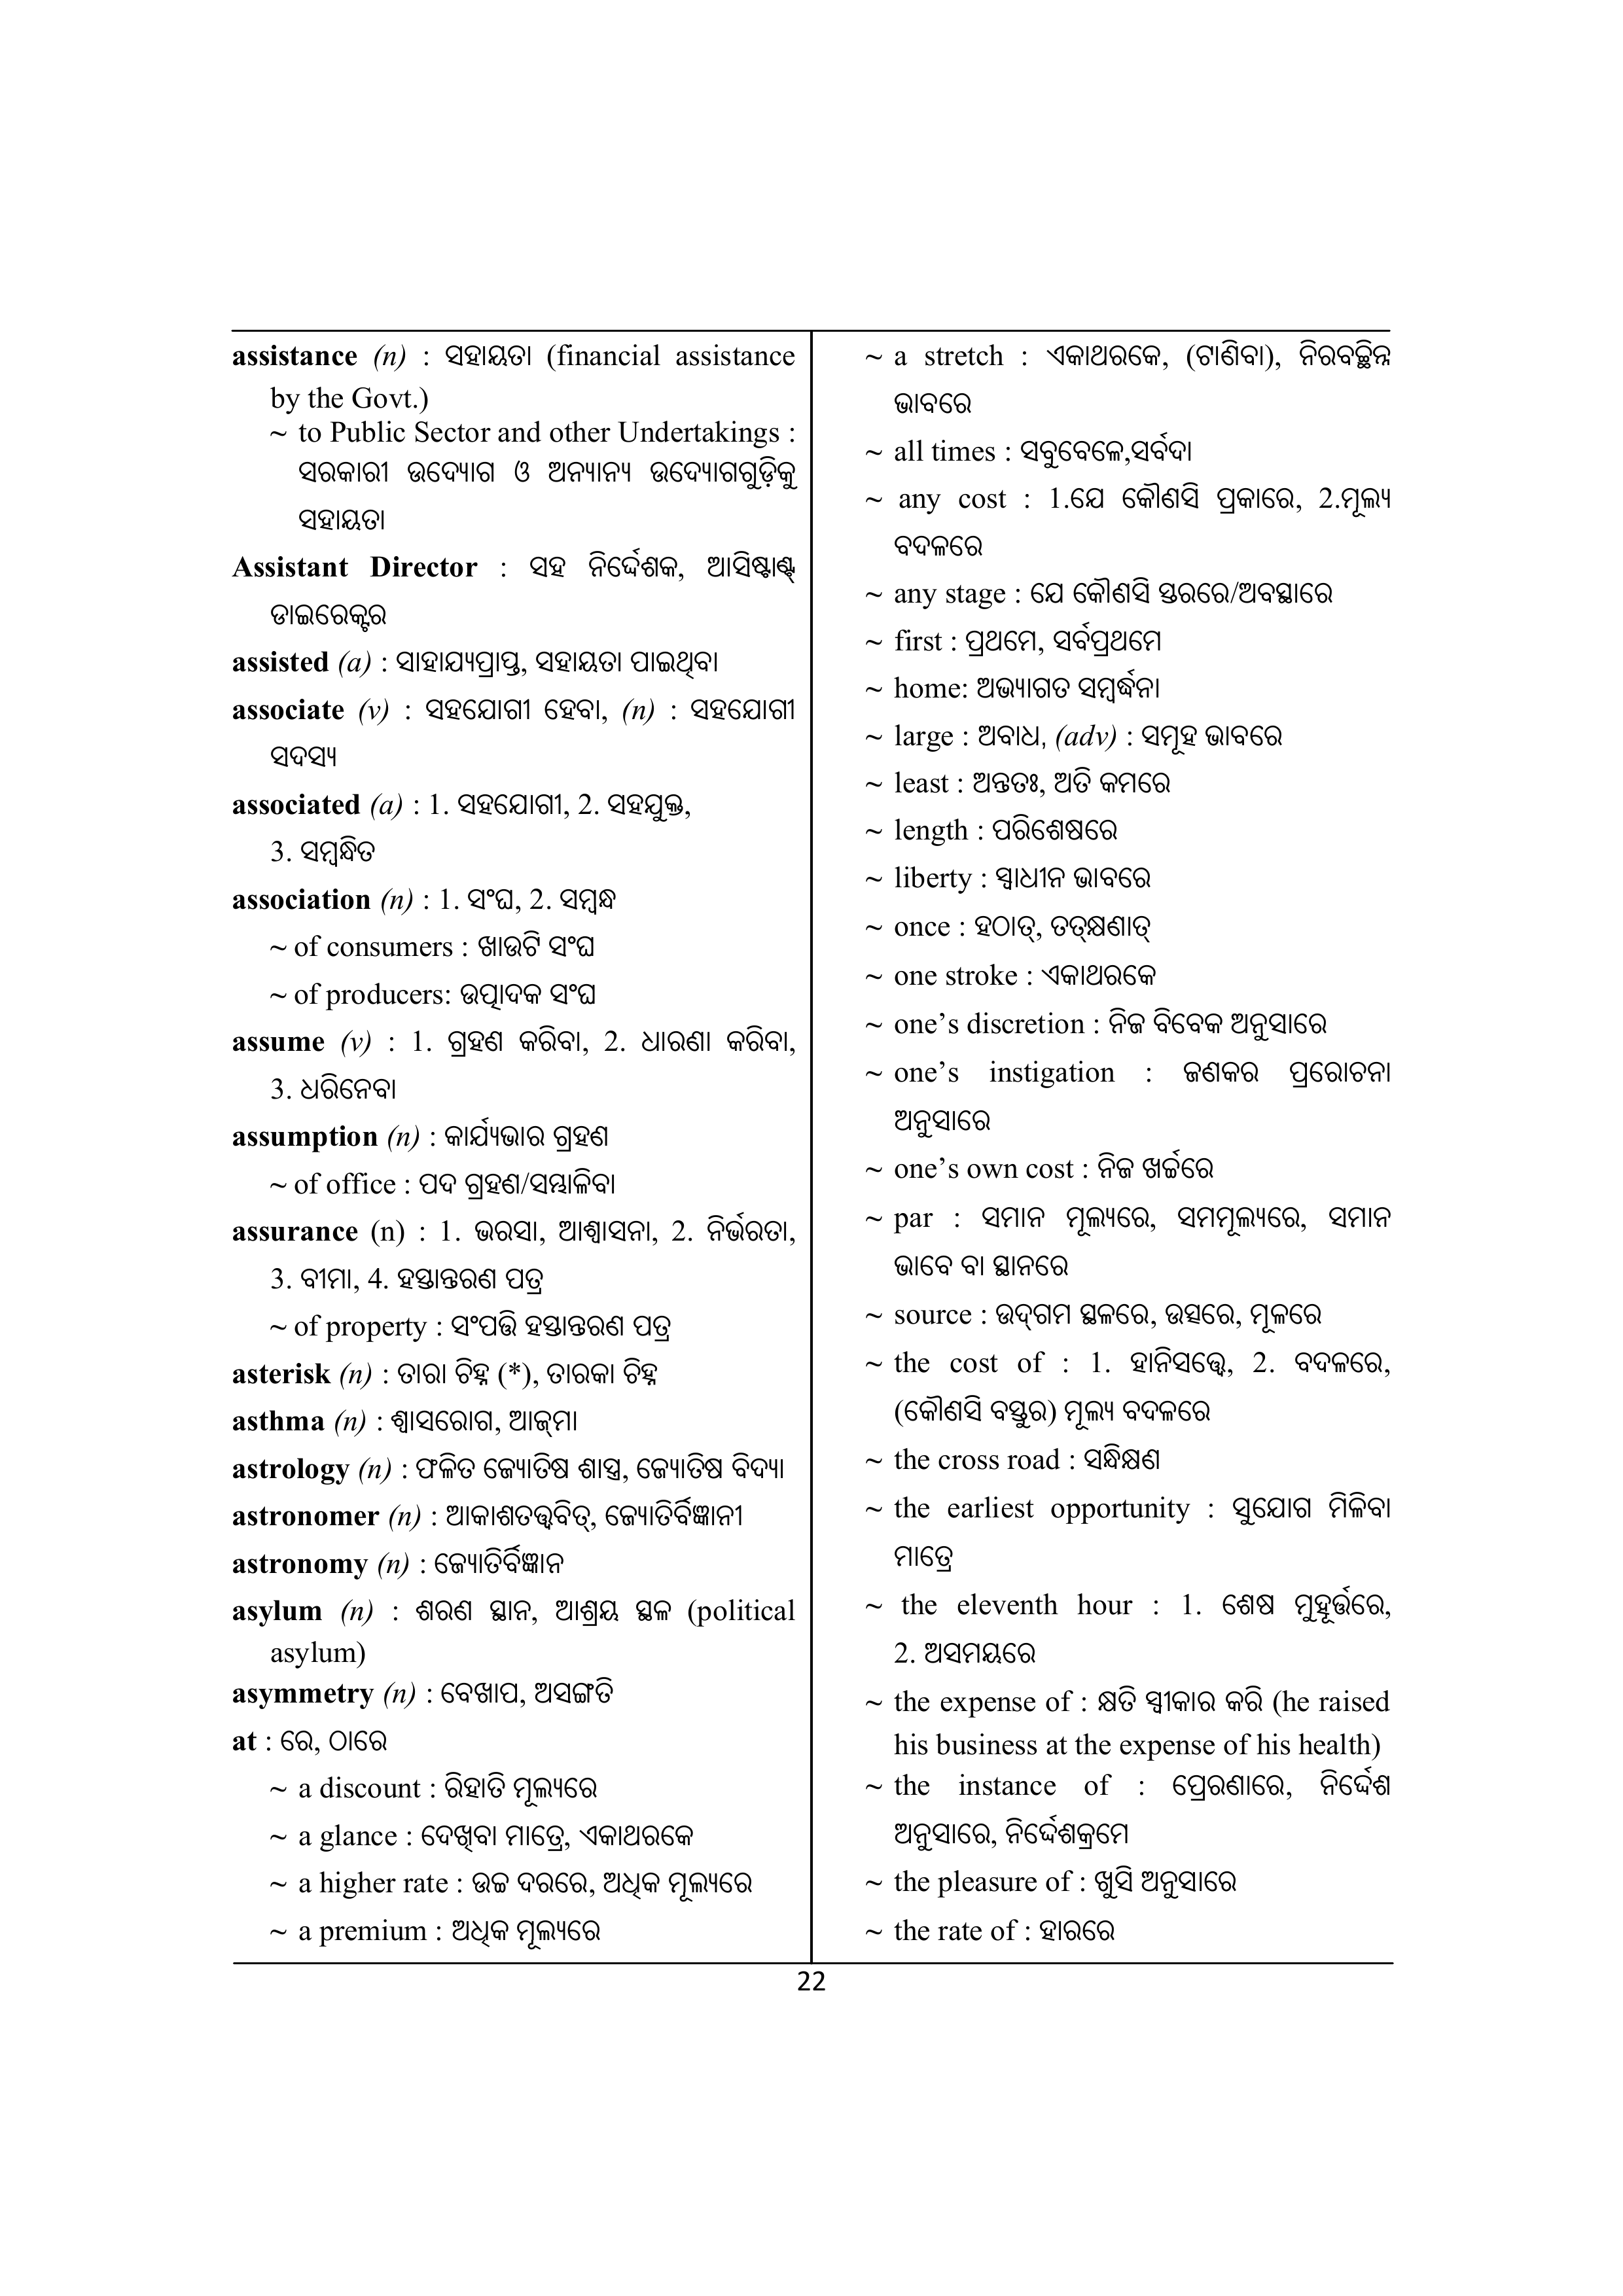 assistance (n) : ସହାୟତା (financial assistance
by the Govt.)
~ to Public Sector and other Undertakings :
ସରକାରୀ ଉଦ୍ୟୋଗ ଓ ଅନ୍ୟାନ୍ୟ ଉଦ୍ୟୋଗଗୁଡ଼ିକୁ
ସହାୟତା
Assistant Director : ସହ ନିର୍ଦ୍ଦେଶକ, ଆସିଷ୍ଟାଣ୍ଟ୍
ଡାଇରେକ୍ଟର
assisted (a) : ସାହାଯ୍ୟପ୍ରାପ୍ତ, ସହାୟତା ପାଇଥିବା
associate (v) : ସହଯୋଗୀ ହେବା, (n) : ସହଯୋଗୀ
ସଦସ୍ୟ
associated (a) : 1. ସହଯୋଗୀ, 2. ସହଯୁକ୍ତ,
3. ସମ୍ବନ୍ଧିତ
association (n) : 1. ସଂଘ, 2. ସମ୍ବନ୍ଧ
~ of consumers : ଖାଉଟି ସଂଘ
~ of producers: ଉତ୍ପାଦକ ସଂଘ
assume (v) : 1. ଗ୍ରହଣ କରିବା, 2. ଧାରଣା କରିବା,
3. ଧରିନେବା
assumption (n) : କାର୍ଯ୍ୟଭାର ଗ୍ରହଣ
~ of office : ପଦ ଗ୍ରହଣ/ସମ୍ଭାଳିବା
assurance (n) : 1. ଭରସା, ଆଶ୍ୱାସନା, 2. ନିର୍ଭରତା,
3. ବୀମା, 4. ହସ୍ତାନ୍ତରଣ ପତ୍ର
~ of property : ସଂପତ୍ତି ହସ୍ତାନ୍ତରଣ ପତ୍ର
asterisk (n) : ତାରା ଚିହ୍ନ (*), ତାରକା ଚିହ୍ନ
asthma (n) : ଶ୍ୱାସରୋଗ, ଆଜ୍‌ମା
astrology (n) : ଫଳିତ ଜ୍ୟୋତିଷ ଶାସ୍ତ୍ର, ଜ୍ୟୋତିଷ ବିଦ୍ୟା
astronomer (n) : ଆକାଶତତ୍ତ୍ୱବିତ୍, ଜ୍ୟୋତିର୍ବିଜ୍ଞାନୀ
astronomy (n) : ଜ୍ୟୋତିର୍ବିଜ୍ଞାନ
asylum (n) : ଶରଣ ସ୍ଥାନ, ଆଶ୍ରୟ ସ୍ଥଳ (political
asylum)
asymmetry (n) : ବେଖାପ, ଅସଙ୍ଗତି
at : ରେ, ଠାରେ
~ a discount : ରିହାତି ମୂଲ୍ୟରେ
~ a glance : ଦେଖିବା ମାତ୍ରେ, ଏକାଥରକେ
~ a higher rate : ଉଚ୍ଚ ଦରରେ, ଅଧିକ ମୂଲ୍ୟରେ
~ a premium : ଅଧିକ ମୂଲ୍ୟରେ
~ a stretch : ଏକାଥରକେ, (ଟାଣିବା), ନିରବଚ୍ଛିନ୍ନ
ଭାବରେ
~ all times : ସବୁବେଳେ,ସର୍ବଦା
~ any cost : 1.ଯେ କୌଣସି ପ୍ରକାରେ, 2.ମୂଲ୍ୟ
ବଦଳରେ
~ any stage : ଯେ କୌଣସି ସ୍ତରରେ/ଅବସ୍ଥାରେ
~ first : ପ୍ରଥମେ, ସର୍ବପ୍ରଥମେ
~ home: ଅଭ୍ୟାଗତ ସମ୍ବର୍ଦ୍ଧନା
~ large : ଅବାଧ, (adv) : ସମୂହ ଭାବରେ
~ least : ଅନ୍ତତଃ, ଅତି କମରେ
~ length : ପରିଶେଷରେ
~ liberty : ସ୍ୱାଧୀନ ଭାବରେ
~ once : ହଠାତ୍, ତତ୍‌କ୍ଷଣାତ୍
~ one stroke : ଏକାଥରକେ
~ one’s discretion : ନିଜ ବିବେକ ଅନୁସାରେ
~ one’s instigation : ଜଣକର ପ୍ରରୋଚନା
ଅନୁସାରେ
~ one’s own cost : ନିଜ ଖର୍ଚ୍ଚରେ
~ par : ସମାନ ମୂଲ୍ୟରେ, ସମମୂଲ୍ୟରେ, ସମାନ
ଭାବେ ବା ସ୍ଥାନରେ
~ source : ଉଦ୍‌ଗମ ସ୍ଥଳରେ, ଉତ୍ସରେ, ମୂଳରେ
~ the cost of : 1. ହାନିସତ୍ତ୍ୱେ, 2. ବଦଳରେ,
(କୌଣସି ବସ୍ତୁର) ମୂଲ୍ୟ ବଦଳରେ
~ the cross road : ସନ୍ଧିକ୍ଷଣ
~ the earliest opportunity : ସୁଯୋଗ ମିଳିବା
ମାତ୍ରେ
~ the eleventh hour : 1. ଶେଷ ମୁହୂର୍ତ୍ତରେ,
2. ଅସମୟରେ
~ the expense of : କ୍ଷତି ସ୍ୱୀକାର କରି (he raised
his business at the expense of his health)
~ the instance of : ପ୍ରେରଣାରେ, ନିର୍ଦ୍ଦେଶ
ଅନୁସାରେ, ନିର୍ଦ୍ଦେଶକ୍ରମେ
~ the pleasure of : ଖୁସି ଅନୁସାରେ
~ the rate of : ହାରରେ
22